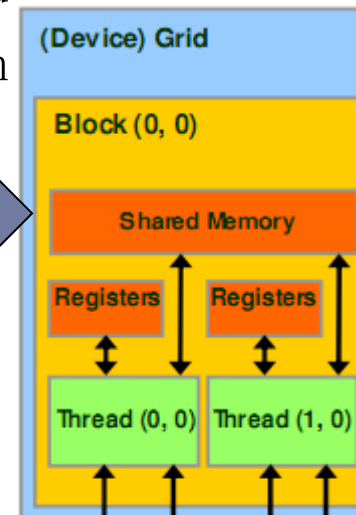 (Device) Grid
Block (0, 0)
Shared Memory
Registers Registers
Thread (0, 0) Thread (1, 0)